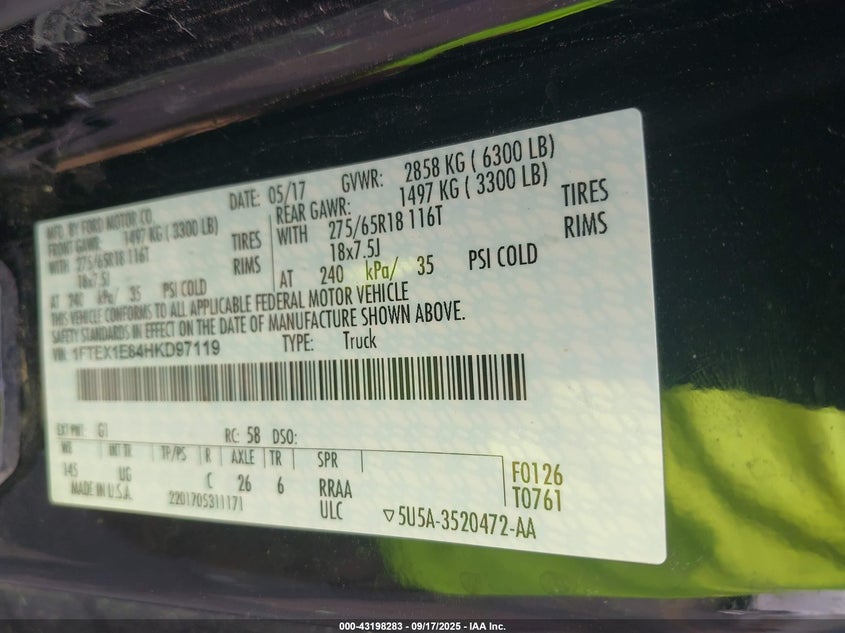 MFD. BY FORD MOTOR CO. DATE: 05/17 GVWR: 2858 KG ( 6300 LB)
FRONT GAWR: 1497 KG ( 3300 LB) REAR GAWR: 1497 KG ( 3300 LB)
WITH 275/65R18 116T TIRES WITH 275/65R18 116T TIRES
18x7.5J RIMS 18x7.5J RIMS
AT 240 kPa/ 35 PSI COLD AT 240 kPa/ 35 PSI COLD
THIS VEHICLE CONFORMS TO ALL APPLICABLE FEDERAL MOTOR VEHICLE
SAFETY STANDARDS IN EFFECT ON THE DATE OF MANUFACTURE SHOWN ABOVE.
VIN: 1FTEX1E84HKD97119 TYPE: Truck
EXT PNT: G1 RC: 58 DSO:
WB INT TR TP/PS R AXLE TR SPR
145 UG C 26 6 RRAA F0126
MADE IN U.S.A. 2201705311171 ULC T0761
▽5U5A-3520472-AA
000-43198283 - 09/17/2025 - IAA Inc.